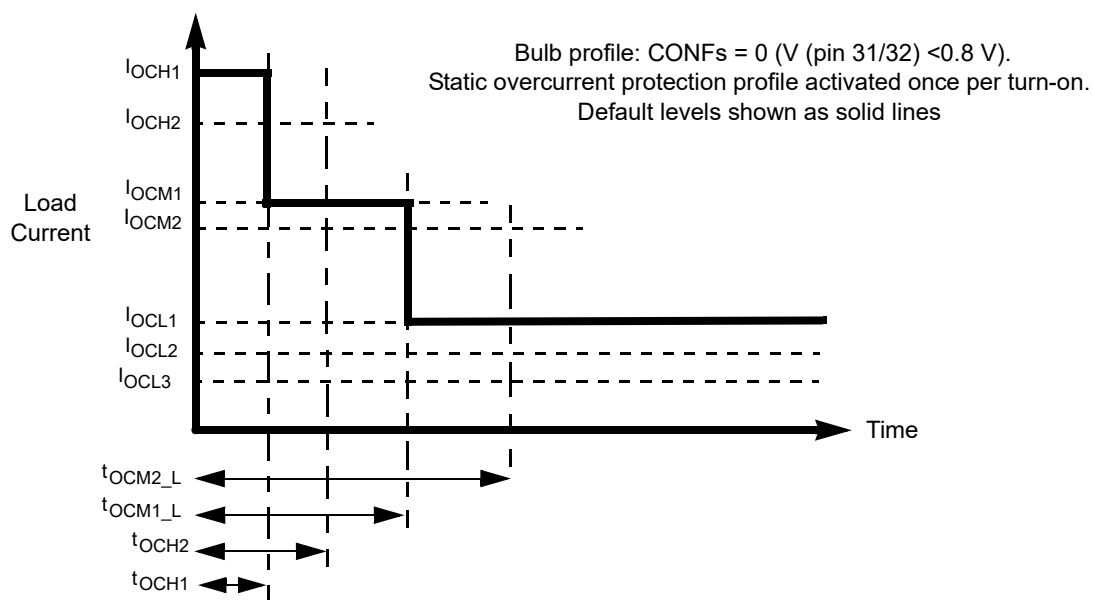 Bulb profile: CONFs = 0 (V (pin 31/32) <0.8 V).
Static overcurrent protection profile activated once per turn-on.
Default levels shown as solid lines
IOCH1
IOCH2
IOCM1
IOCM2
Load
Current
IOCL1
IOCL2
IOCL3
Time
tOCM2_L
tOCM1_L
tOCH2
tOCH1